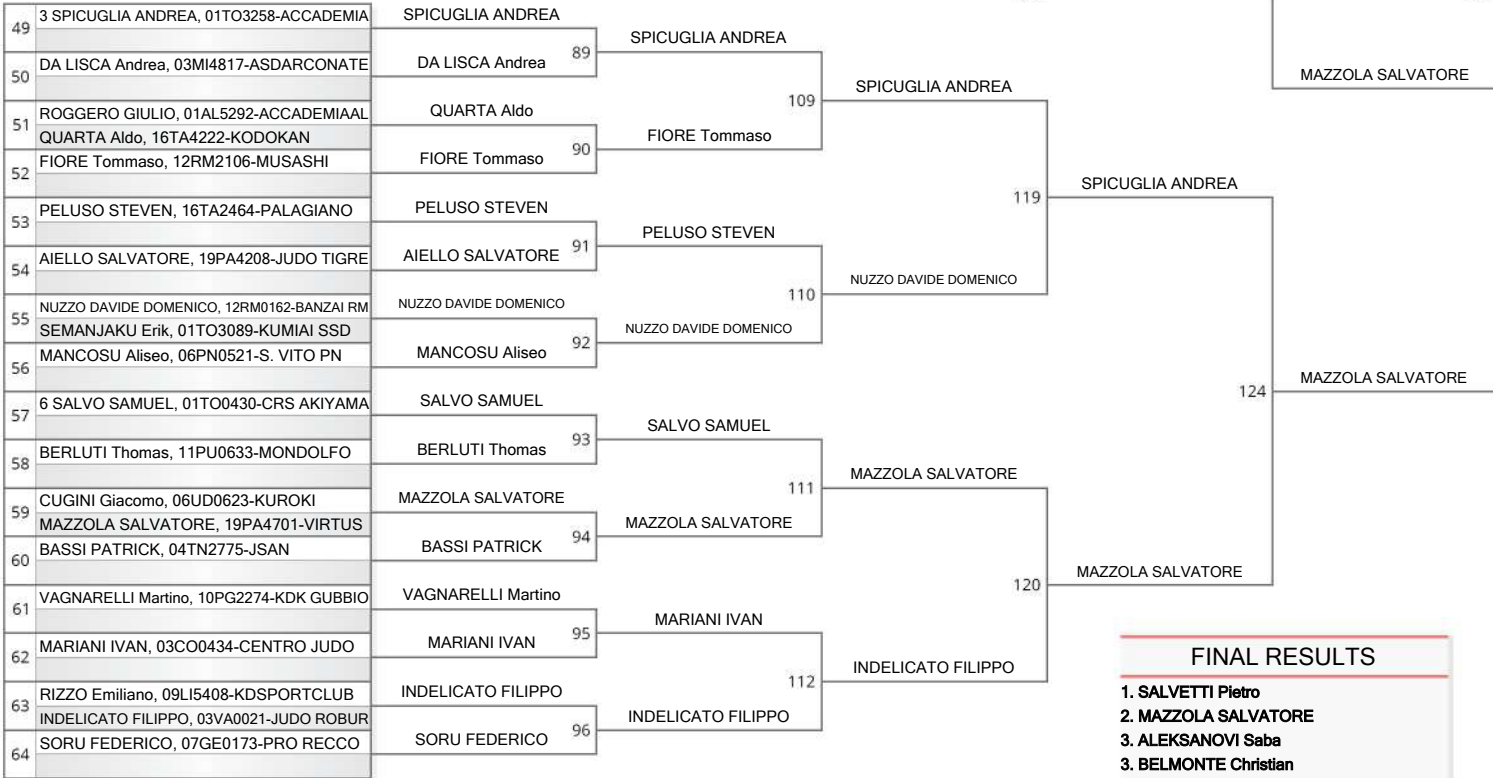 49
3 SPICUGLIA ANDREA, 01TO3258-ACCADEMIA
50
DA LISCA Andrea, 03MI4817-ASDARCONATE
51
ROGGERO GIULIO, 01AL5292-ACCADEMIAAL
QUARTA Aldo, 16TA4222-KODOKAN
52
FIORE Tommaso, 12RM2106-MUSASHI
53
PELUSO STEVEN, 16TA2464-PALAGIANO
54
AIELLO SALVATORE, 19PA4208-JUDO TIGRE
55
NUZZO DAVIDE DOMENICO, 12RM0162-BANZAI RM
SEMANJAKU Erik, 01TO3089-KUMIAI SSD
56
MANCOSU Aliseo, 06PN0521-S. VITO PN
57
6 SALVO SAMUEL, 01TO0430-CRS AKIYAMA
58
BERLUTI Thomas, 11PU0633-MONDOLFO
59
CUGINI Giacomo, 06UD0623-KUROKI
MAZZOLA SALVATORE, 19PA4701-VIRTUS
60
BASSI PATRICK, 04TN2775-JSAN
61
VAGNARELLI Martino, 10PG2274-KDK GUBBIO
62
MARIANI IVAN, 03CO0434-CENTRO JUDO
63
RIZZO Emiliano, 09LI5408-KDSPORTCLUB
INDELICATO FILIPPO, 03VA0021-JUDO ROBUR
64
SORU FEDERICO, 07GE0173-PRO RECCO
SPICUGLIA ANDREA
DA LISCA Andrea
QUARTA Aldo
FIORE Tommaso
PELUSO STEVEN
AIELLO SALVATORE
NUZZO DAVIDE DOMENICO
MANCOSU Aliseo
SALVO SAMUEL
BERLUTI Thomas
MAZZOLA SALVATORE
BASSI PATRICK
VAGNARELLI Martino
MARIANI IVAN
INDELICATO FILIPPO
SORU FEDERICO
89
90
91
92
93
94
95
96
SPICUGLIA ANDREA
FIORE Tommaso
PELUSO STEVEN
NUZZO DAVIDE DOMENICO
SALVO SAMUEL
MAZZOLA SALVATORE
MARIANI IVAN
INDELICATO FILIPPO
109
110
111
112
SPICUGLIA ANDREA
NUZZO DAVIDE DOMENICO
MAZZOLA SALVATORE
INDELICATO FILIPPO
119
120
SPICUGLIA ANDREA
MAZZOLA SALVATORE
124
MAZZOLA SALVATORE
MAZZOLA SALVATORE
FINAL RESULTS
1. SALVETTI Pietro
2. MAZZOLA SALVATORE
3. ALEKSANOVI Saba
3. BELMONTE Christian